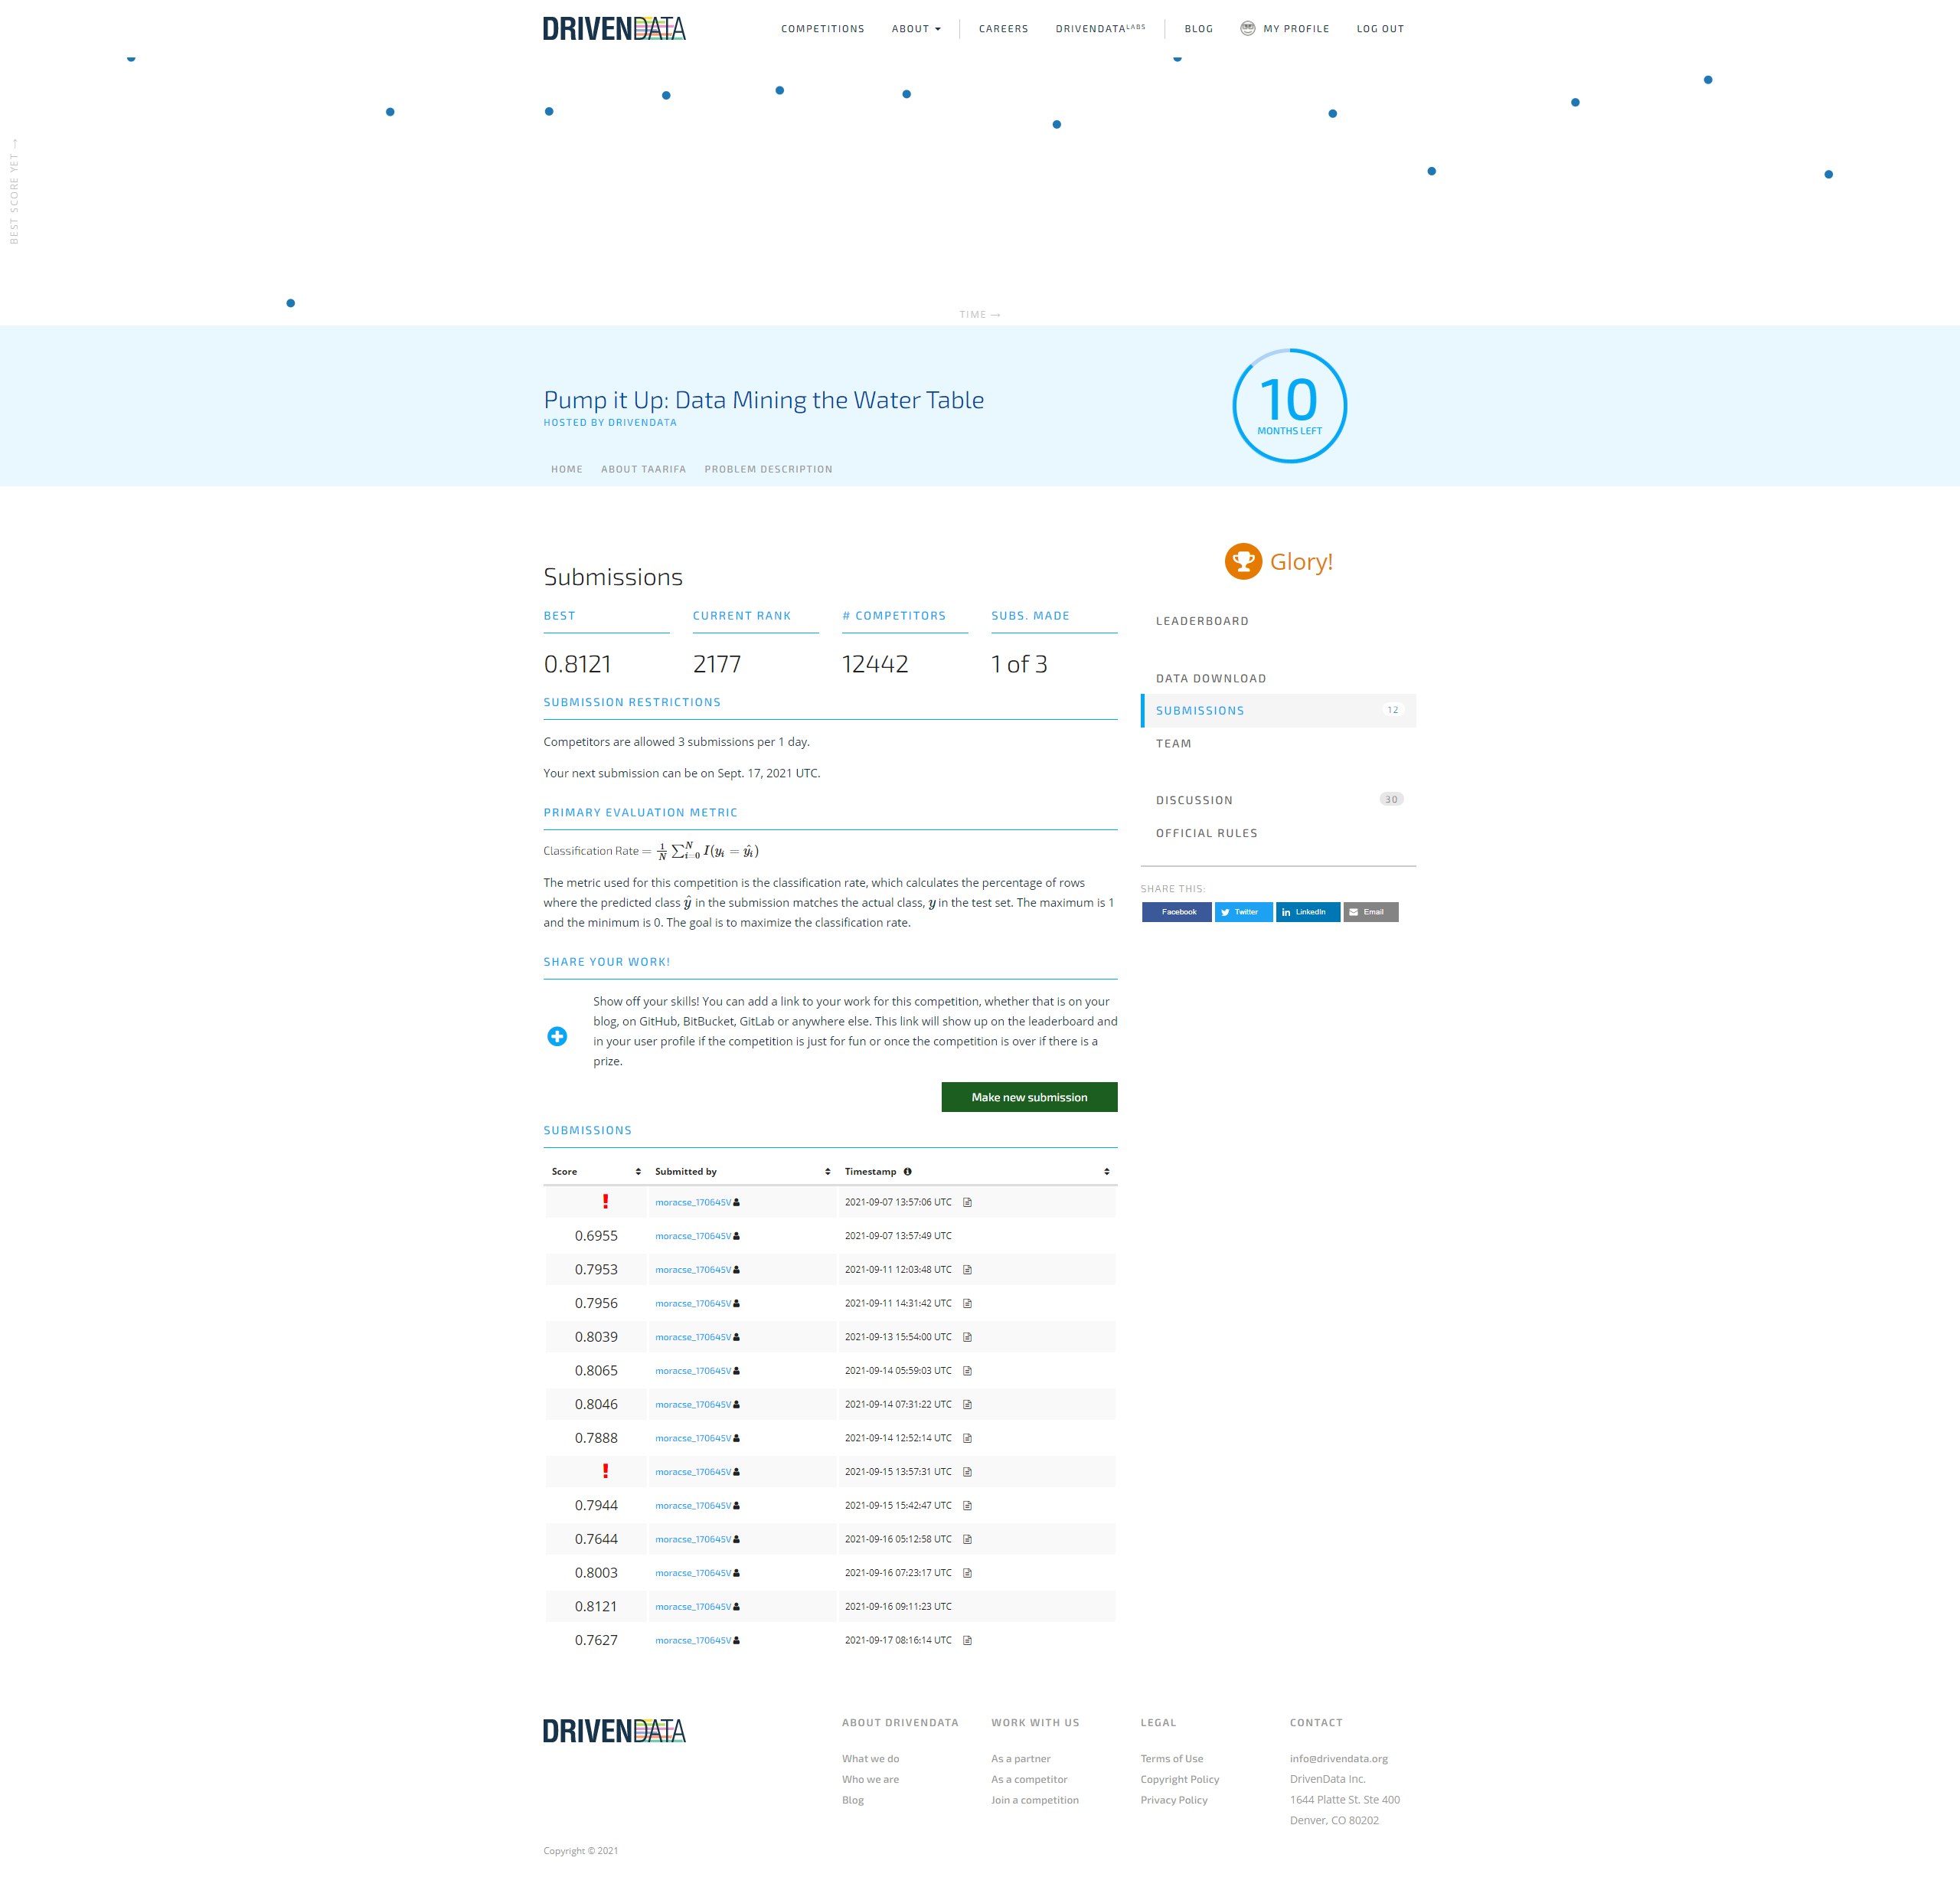 DRIVENDATA
COMPETITIONS ABOUT CAREERS DRIVENDATALABS BLOG MY PROFILE LOG OUT
BEST SCORE YET →
TIME →
Pump it Up: Data Mining the Water Table
HOSTED BY DRIVENDATA
10
MONTHS LEFT
HOME ABOUT TAARIFA PROBLEM DESCRIPTION
Glory!
LEADERBOARD
DATA DOWNLOAD
SUBMISSIONS 12
TEAM
DISCUSSION 30
OFFICIAL RULES
SHARE THIS:
Facebook Twitter LinkedIn Email
Submissions
BEST CURRENT RANK # COMPETITORS SUBS. MADE
0.8121 2177 12442 1 of 3
SUBMISSION RESTRICTIONS
Competitors are allowed 3 submissions per 1 day.
Your next submission can be on Sept. 17, 2021 UTC.
PRIMARY EVALUATION METRIC
Classification Rate = 1/N ∑_{i=0}^{N} I(y_i = ŷ_i)
The metric used for this competition is the classification rate, which calculates the percentage of rows
where the predicted class ŷ in the submission matches the actual class, y in the test set. The maximum is 1
and the minimum is 0. The goal is to maximize the classification rate.
SHARE YOUR WORK!
Show off your skills! You can add a link to your work for this competition, whether that is on your
blog, on GitHub, BitBucket, GitLab or anywhere else. This link will show up on the leaderboard and
in your user profile if the competition is just for fun or once the competition is over if there is a
prize.
Make new submission
SUBMISSIONS
Score Submitted by Timestamp
! moracse_170645V 2021-09-07 13:57:06 UTC
0.6955 moracse_170645V 2021-09-07 13:57:49 UTC
0.7953 moracse_170645V 2021-09-11 12:03:48 UTC
0.7956 moracse_170645V 2021-09-11 14:31:42 UTC
0.8039 moracse_170645V 2021-09-13 15:54:00 UTC
0.8065 moracse_170645V 2021-09-14 05:59:03 UTC
0.8046 moracse_170645V 2021-09-14 07:31:22 UTC
0.7888 moracse_170645V 2021-09-14 12:52:14 UTC
! moracse_170645V 2021-09-15 13:57:31 UTC
0.7944 moracse_170645V 2021-09-15 15:42:47 UTC
0.7644 moracse_170645V 2021-09-16 05:12:58 UTC
0.8003 moracse_170645V 2021-09-16 07:23:17 UTC
0.8121 moracse_170645V 2021-09-16 09:11:23 UTC
0.7627 moracse_170645V 2021-09-17 08:16:14 UTC
DRIVENDATA
ABOUT DRIVENDATA WORK WITH US LEGAL CONTACT
What we do As a partner Terms of Use info@drivendata.org
Who we are As a competitor Copyright Policy DrivenData Inc.
Blog Join a competition Privacy Policy 1644 Platte St. Ste 400
Denver, CO 80202
Copyright © 2021